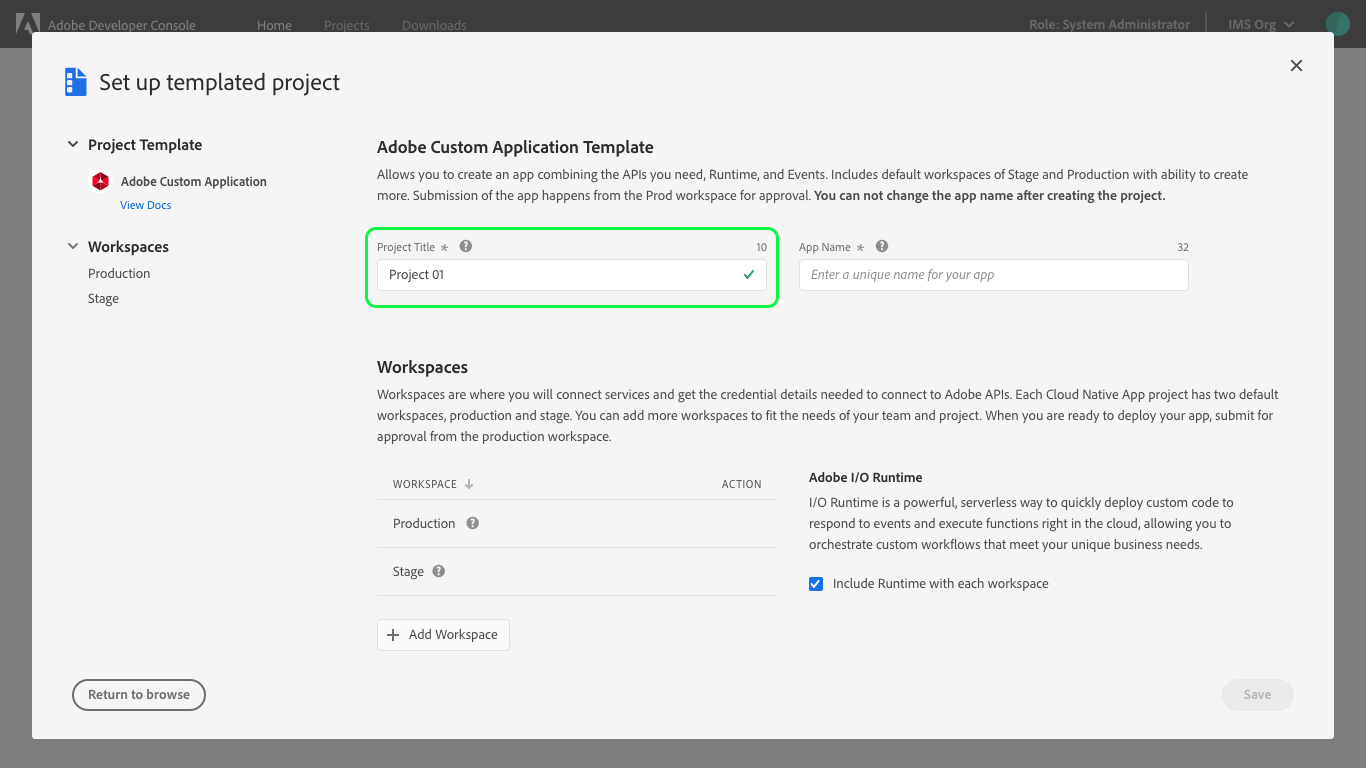 Adobe Developer Console
Home
Projects
Downloads
Role: System Administrator
IMS Org
Set up templated project
Project Template
Adobe Custom Application
View Docs
Workspaces
Production
Stage
Adobe Custom Application Template
Allows you to create an app combining the APIs you need, Runtime, and Events. Includes default workspaces of Stage and Production with ability to create
more. Submission of the app happens from the Prod workspace for approval. You can not change the app name after creating the project.
Project Title *
10
Project 01
App Name *
32
Enter a unique name for your app
Workspaces
Workspaces are where you will connect services and get the credential details needed to connect to Adobe APIs. Each Cloud Native App project has two default
workspaces, production and stage. You can add more workspaces to fit the needs of your team and project. When you are ready to deploy your app, submit for
approval from the production workspace.
WORKSPACE
ACTION
Production
Stage
Add Workspace
Adobe I/O Runtime
I/O Runtime is a powerful, serverless way to quickly deploy custom code to
respond to events and execute functions right in the cloud, allowing you to
orchestrate custom workflows that meet your unique business needs.
Include Runtime with each workspace
Return to browse
Save